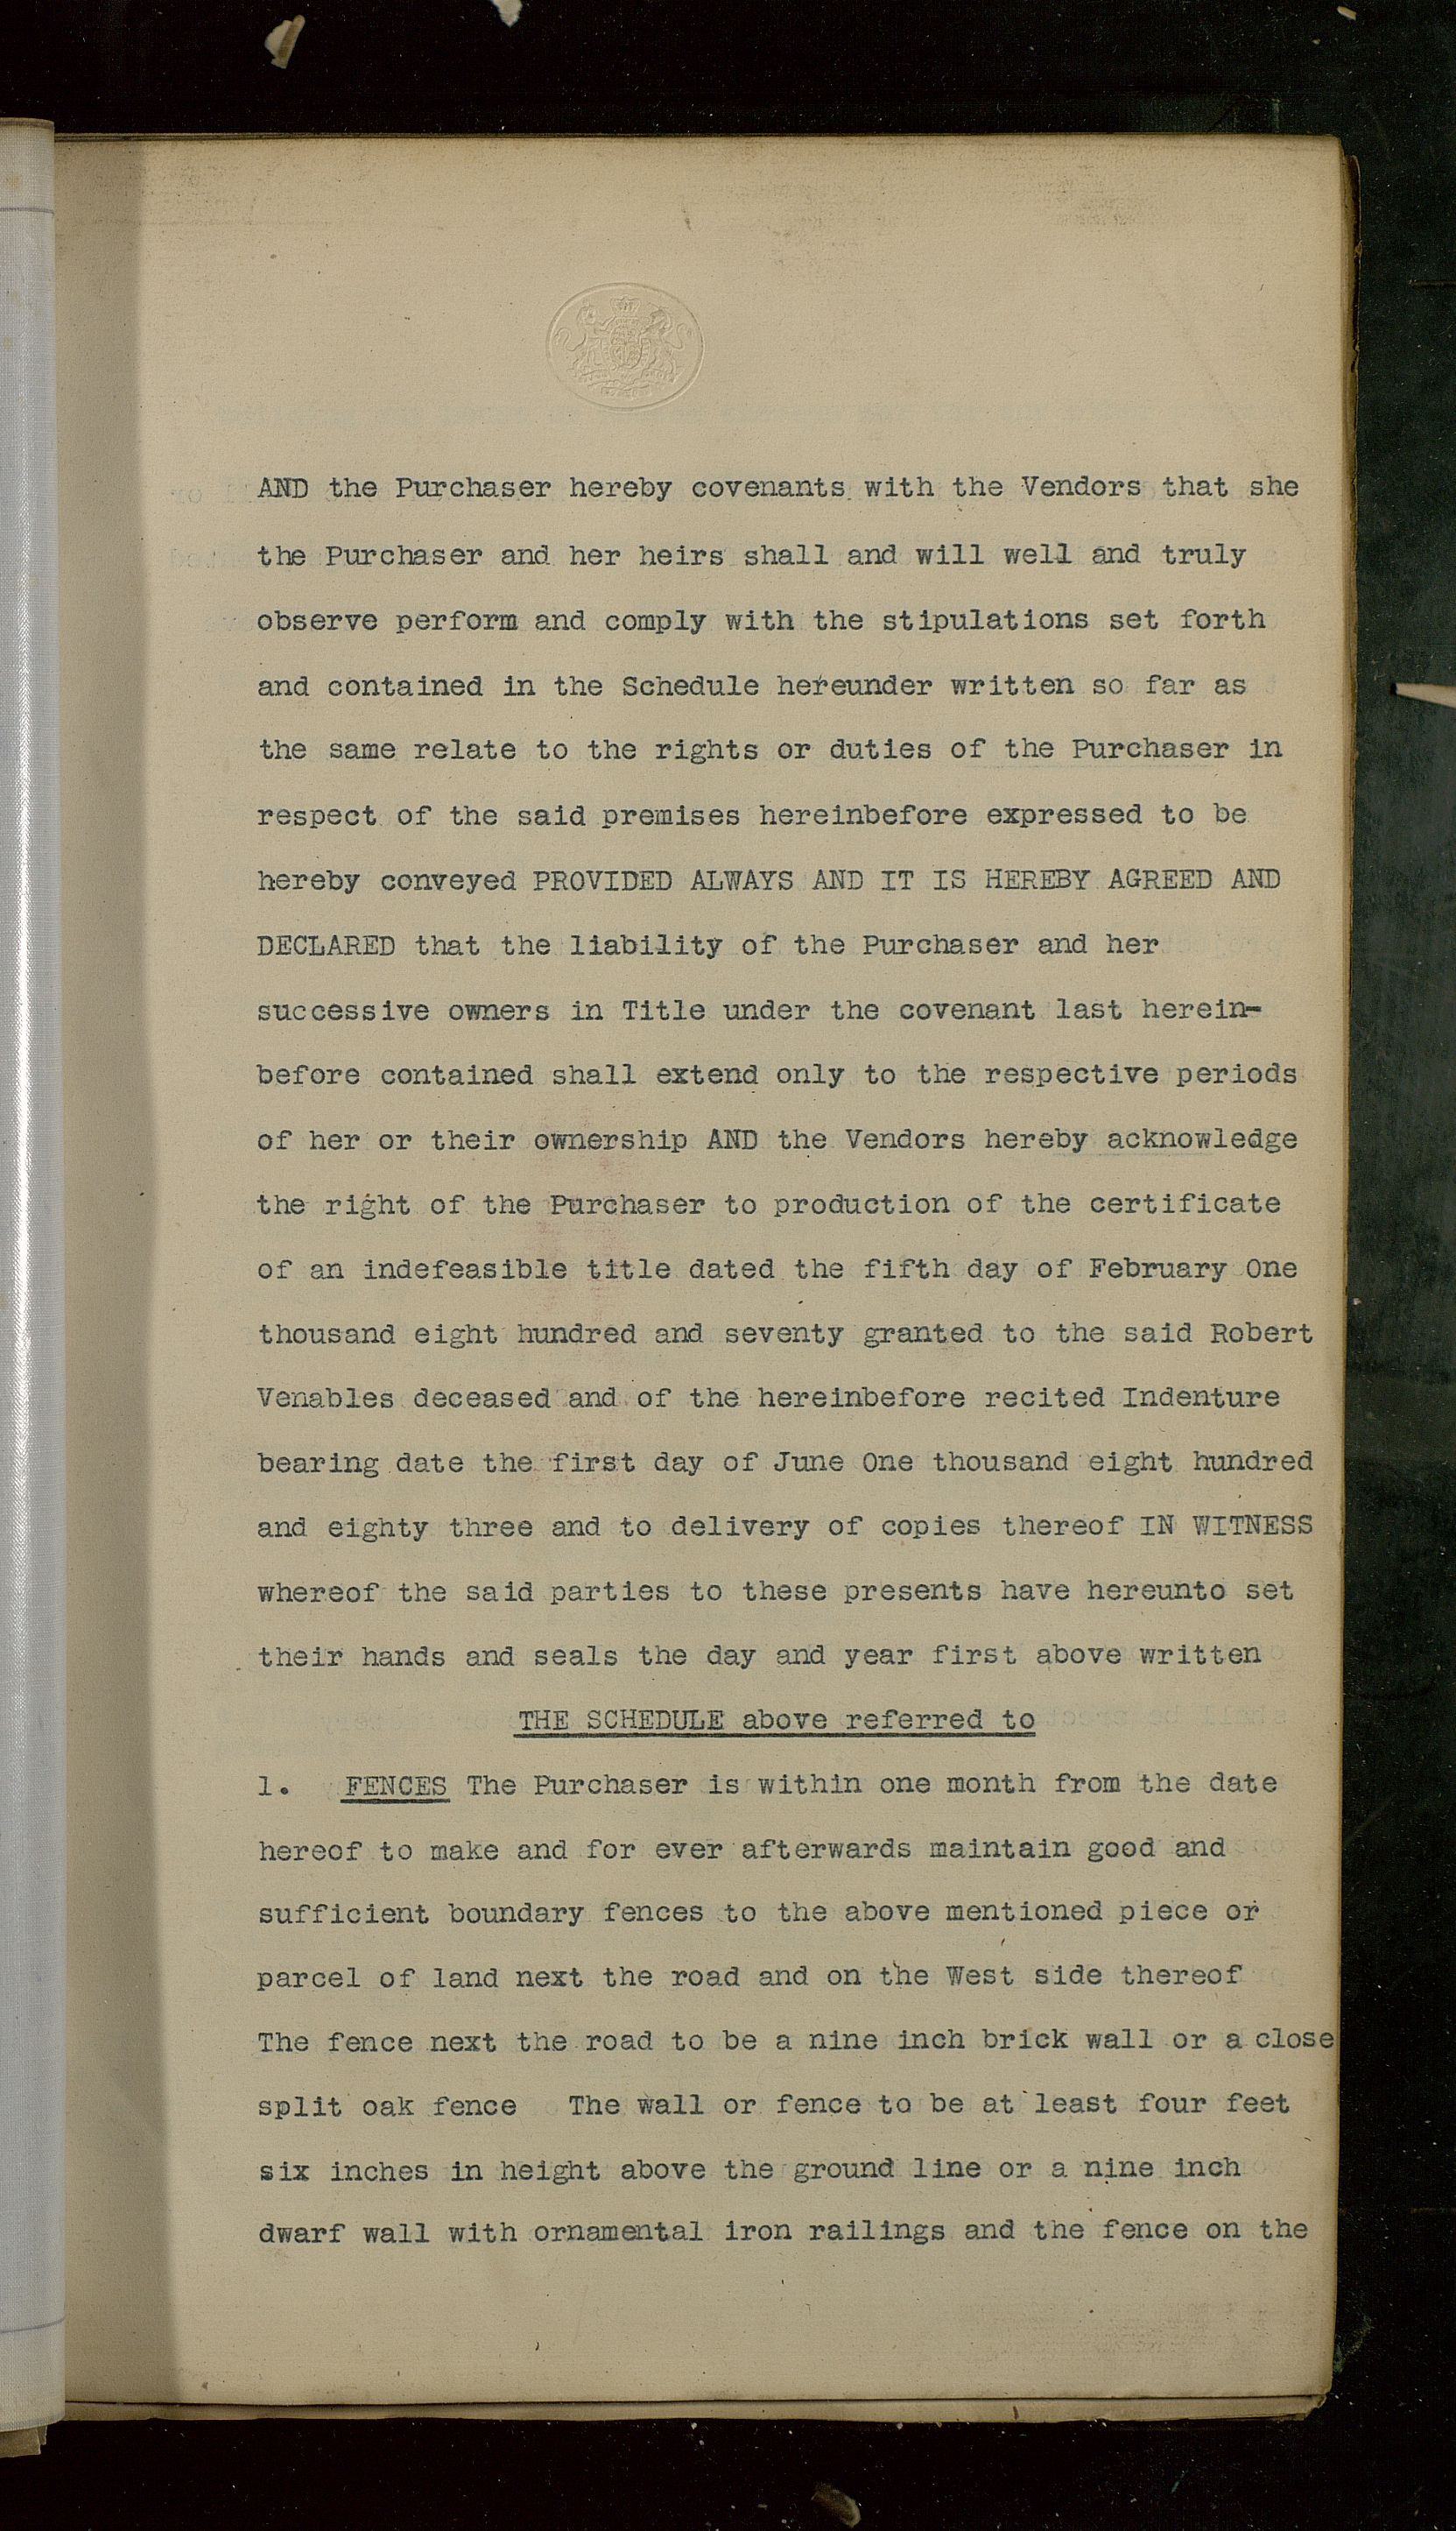 AND the Purchaser hereby covenants with the Vendors that she
the Purchaser and her heirs shall and will well and truly
observe perform and comply with the stipulations set forth
and contained in the Schedule hereunder written so far as
the same relate to the rights or duties of the Purchaser in
respect of the said premises hereinbefore expressed to be
hereby conveyed PROVIDED ALWAYS AND IT IS HEREBY AGREED AND
DECLARED that the liability of the Purchaser and her
successive owners in Title under the covenant last herein-
before contained shall extend only to the respective periods
of her or their ownership AND the Vendors hereby acknowledge
the right of the Purchaser to production of the certificate
of an indefeasible title dated the fifth day of February One
thousand eight hundred and seventy granted to the said Robert
Venables deceased and of the hereinbefore recited Indenture
bearing date the first day of June One thousand eight hundred
and eighty three and to delivery of copies thereof IN WITNESS
whereof the said parties to these presents have hereunto set
their hands and seals the day and year first above written
THE SCHEDULE above referred to
1. FENCES The Purchaser is within one month from the date
hereof to make and for ever afterwards maintain good and
sufficient boundary fences to the above mentioned piece or
parcel of land next the road and on the West side thereof
The fence next the road to be a nine inch brick wall or a close
split oak fence The wall or fence to be at least four feet
six inches in height above the ground line or a nine inch
dwarf wall with ornamental iron railings and the fence on the